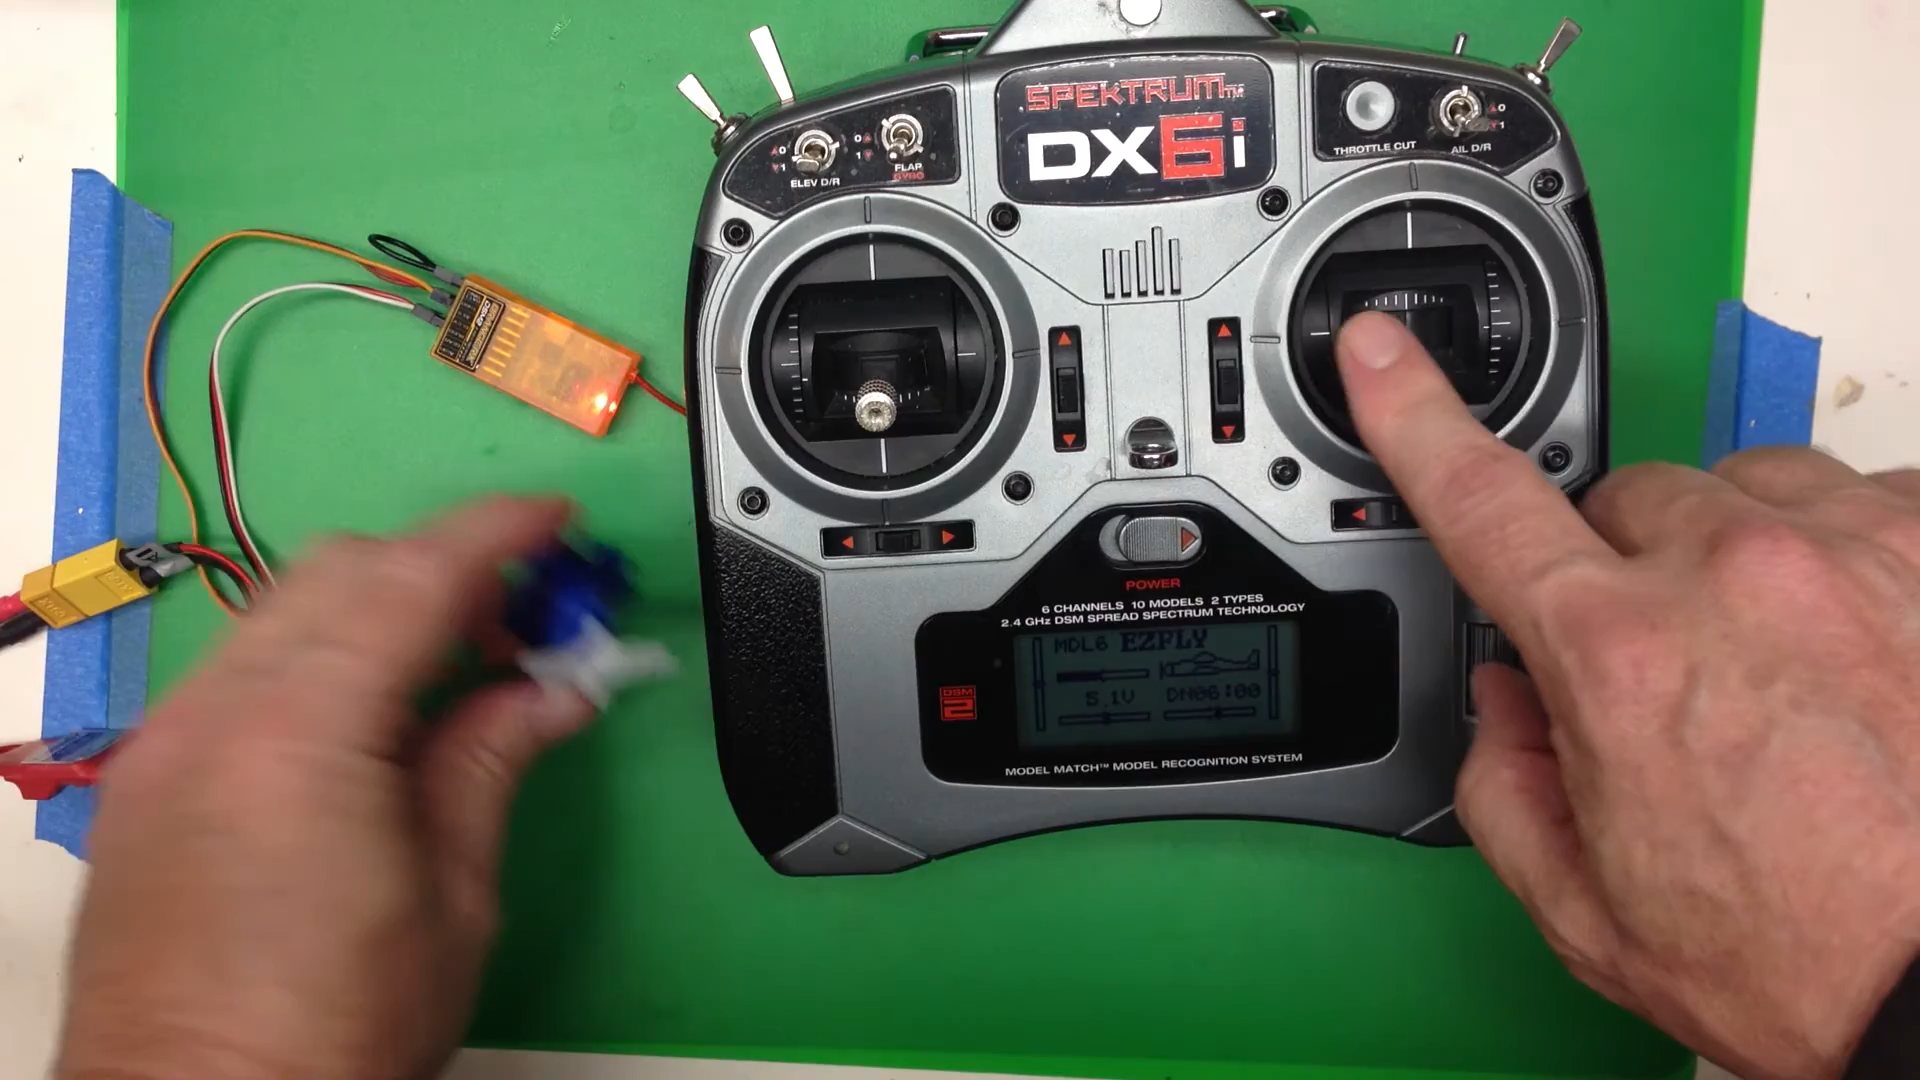 SPEKTRUM™
DX6i
0
1
ELEV D/R
0
1
FLAP
GYRO
THROTTLE CUT
0
1
AIL D/R
POWER
6 CHANNELS 10 MODELS 2 TYPES
2.4 GHz DSM SPREAD SPECTRUM TECHNOLOGY
MDL6 EZFLY
5.1V DN06:00
DSM
2
MODEL MATCH™ MODEL RECOGNITION SYSTEM